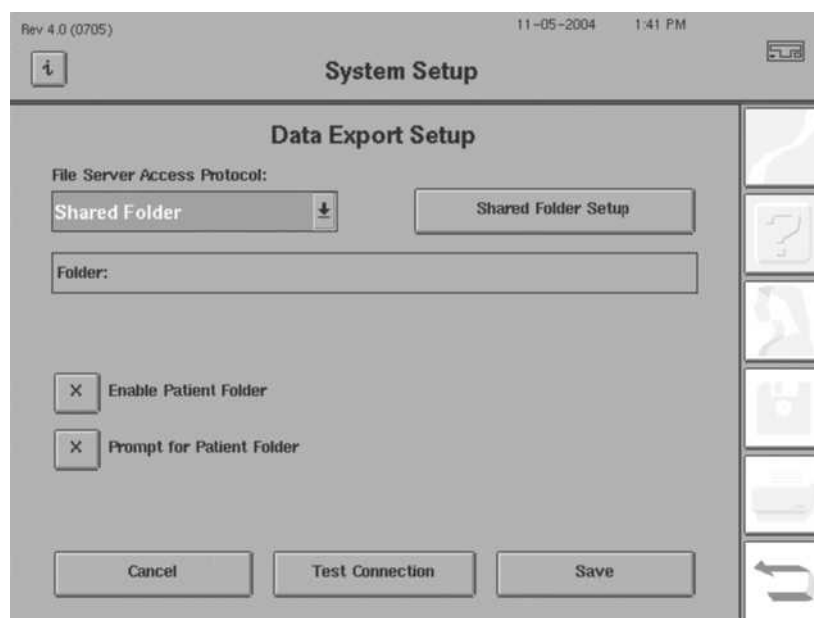 Rev 4.0 (0705)
11-05-2004 1:41 PM
i
System Setup
Data Export Setup
File Server Access Protocol:
Shared Folder
Shared Folder Setup
Folder:
X Enable Patient Folder
X Prompt for Patient Folder
Cancel Test Connection Save